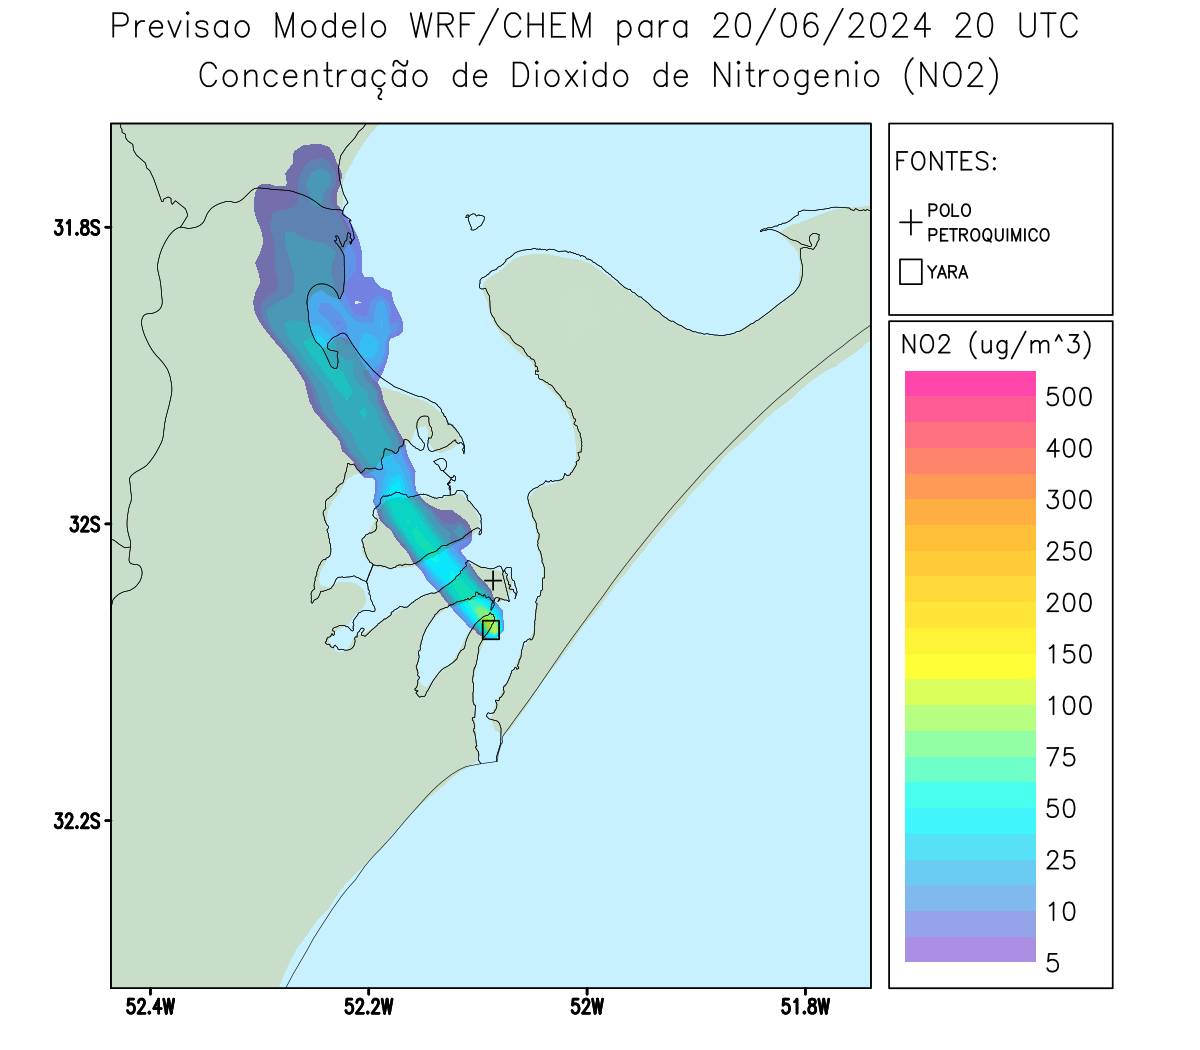 Previsao Modelo WRF/CHEM para 20/06/2024 20 UTC
Concentração de Dioxido de Nitrogenio (NO2)
FONTES:
POLO
PETROQUIMICO
YARA
NO2 (ug/m^3)
500
400
300
250
200
150
100
75
50
25
10
5
31.8S
32S
32.2S
52.4W
52.2W
52W
51.8W